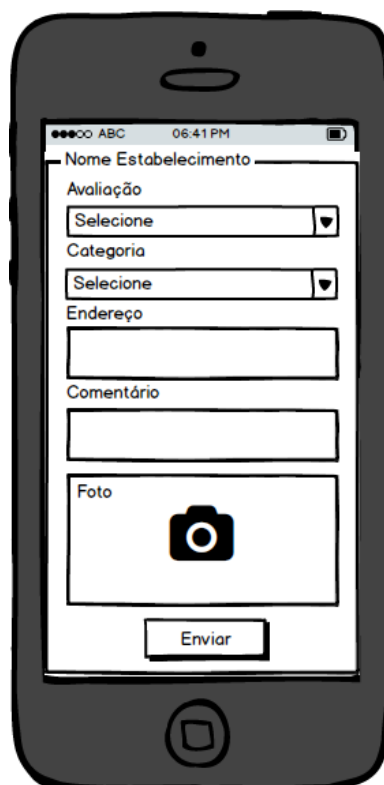 ABC 06:41 PM
Nome Estabelecimento
Avaliação
Selecione
Categoria
Selecione
Endereço
Comentário
Foto
Enviar